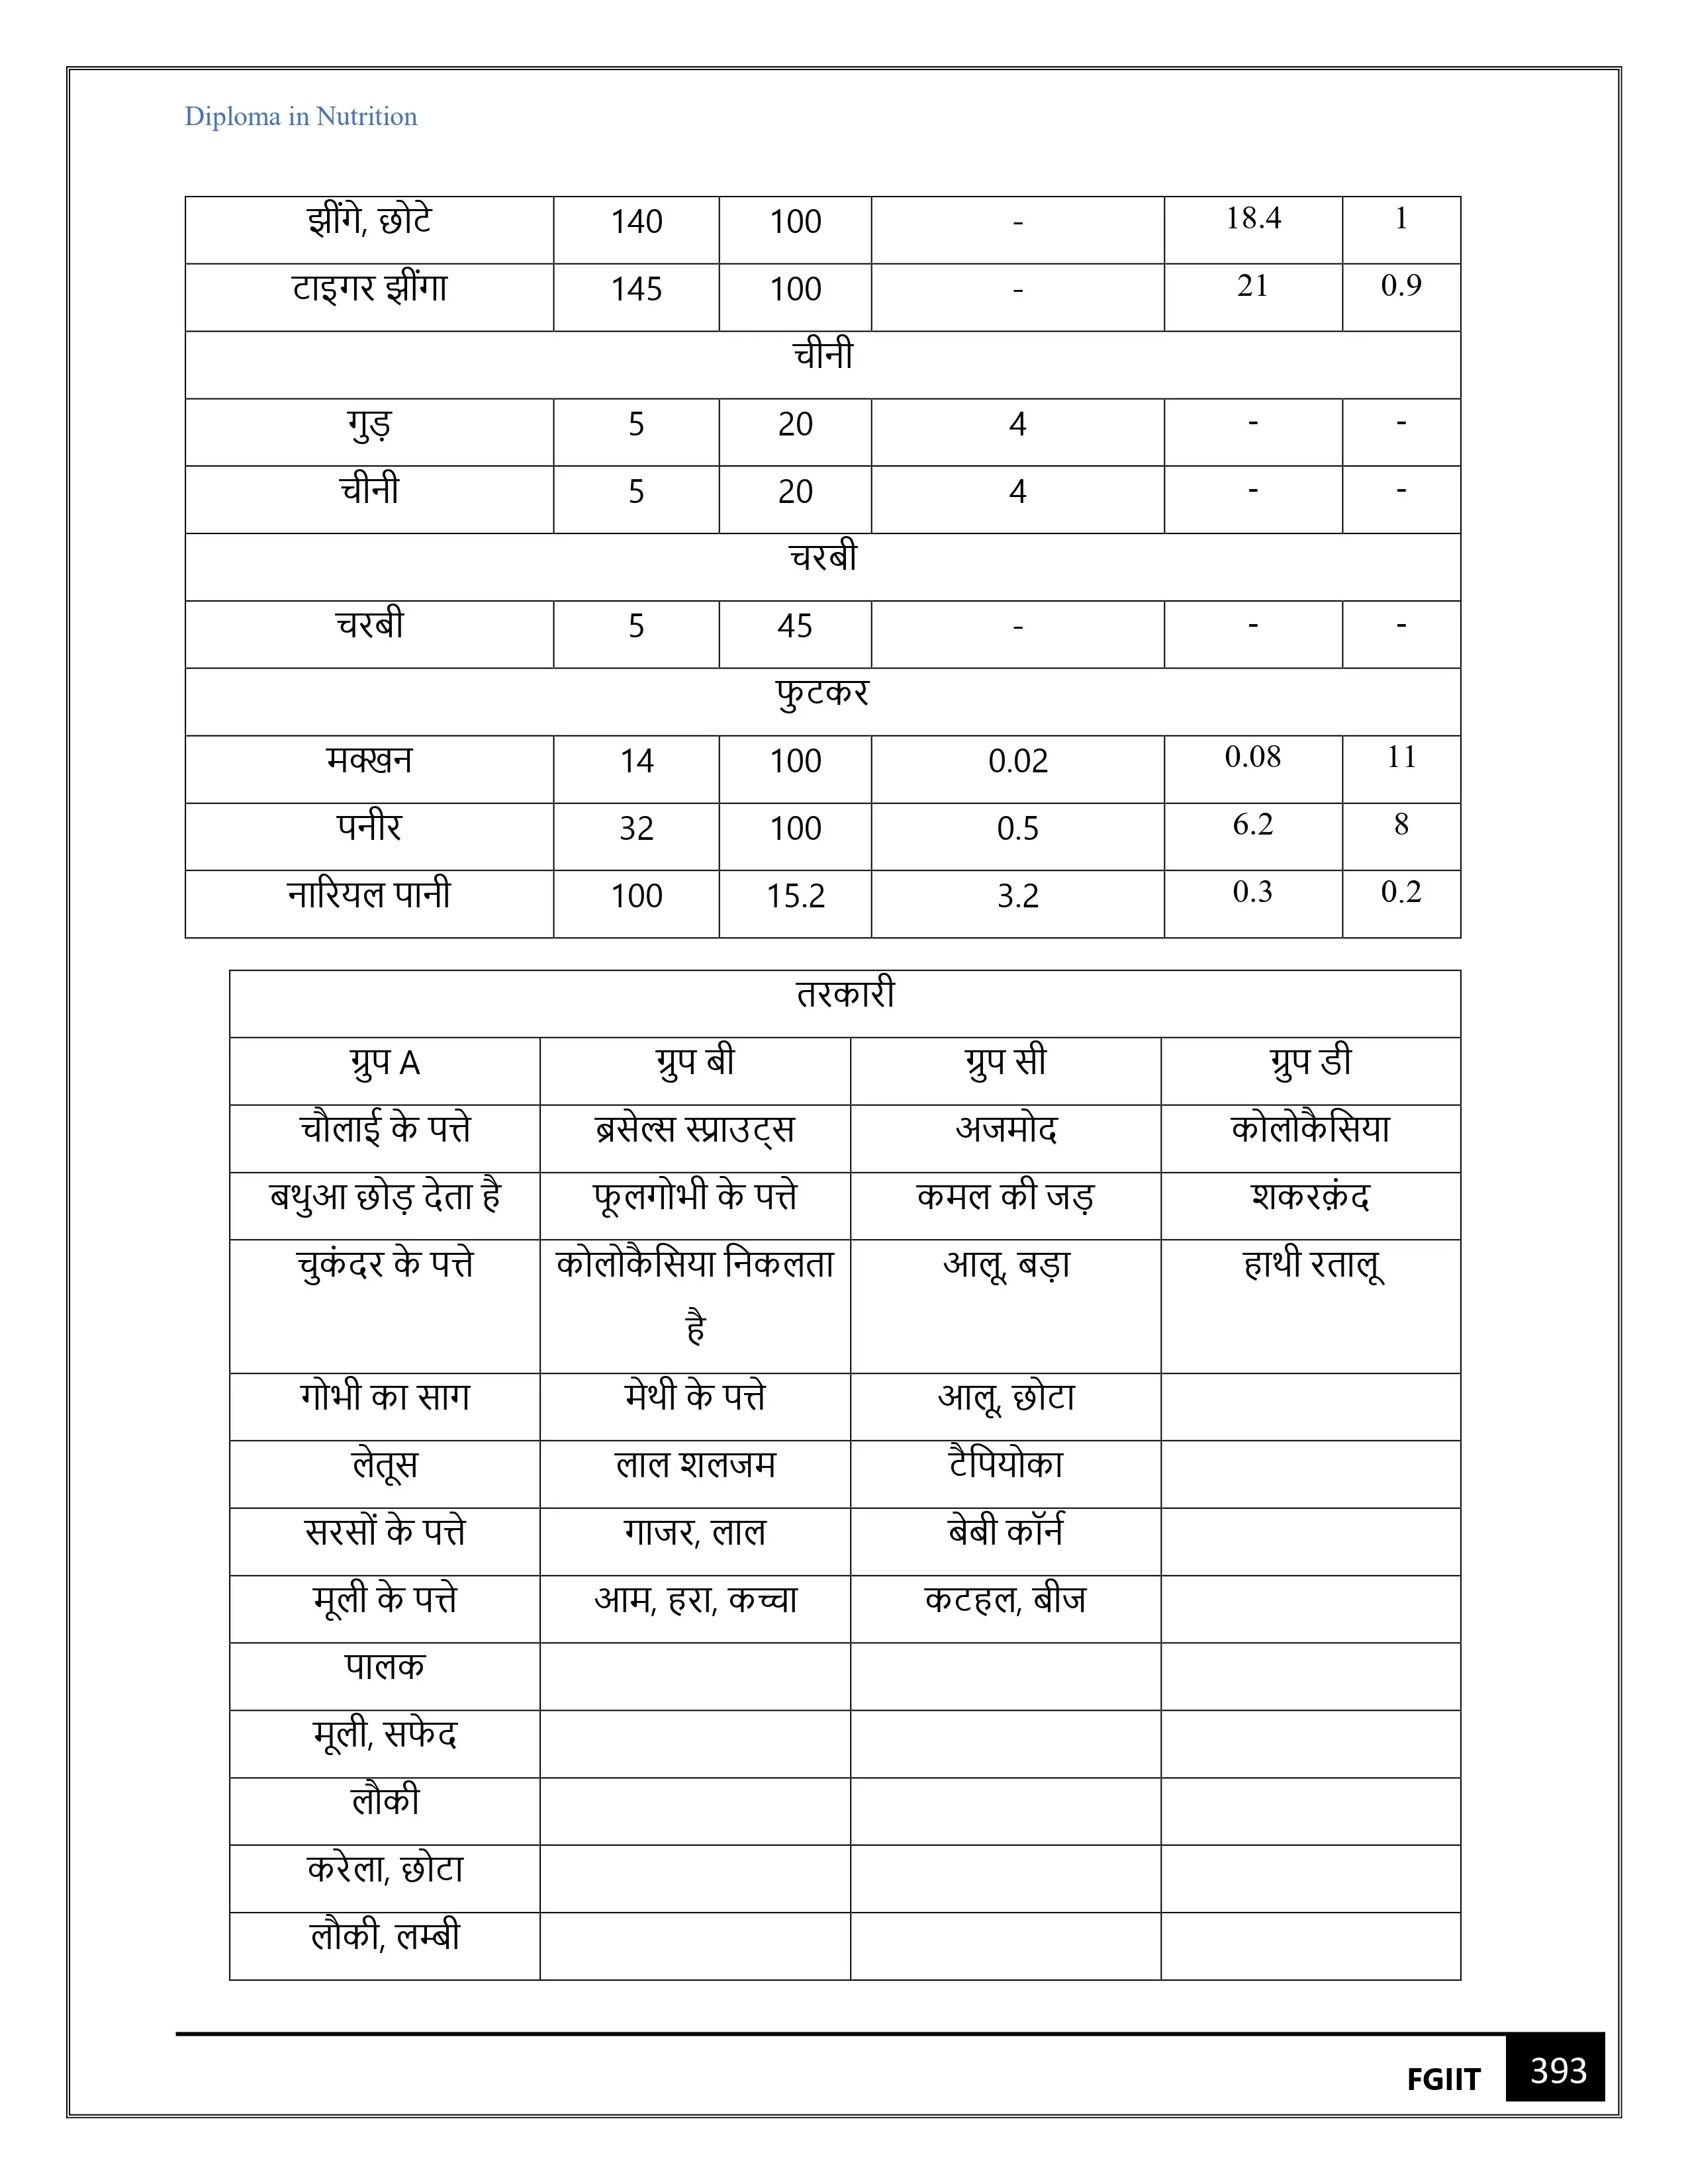 Diploma in Nutrition
झींगे, छोटे 140 100 - 18.4 1
टाइगर झींगा 145 100 - 21 0.9
चीनी
गुड़ 5 20 4 - -
चीनी 5 20 4 - -
चरबी
चरबी 5 45 - - -
फुटकर
मक्खन 14 100 0.02 0.08 11
पनीर 32 100 0.5 6.2 8
नारियल पानी 100 15.2 3.2 0.3 0.2
तरकारी
ग्रुप A ग्रुप बी ग्रुप सी ग्रुप डी
चौलाई के पत्ते ब्रसेल्स स्प्राउट्स अजमोद कोलोकैसिया
बथुआ छोड़ देता है फूलगोभी के पत्ते कमल की जड़ शकरक़ंद
चुकंदर के पत्ते कोलोकैसिया निकलता आलू, बड़ा हाथी रतालू
है
गोभी का साग मेथी के पत्ते आलू, छोटा
लेतूस लाल शलजम टैपियोका
सरसों के पत्ते गाजर, लाल बेबी कॉर्न
मूली के पत्ते आम, हरा, कच्चा कटहल, बीज
पालक
मूली, सफेद
लौकी
करेला, छोटा
लौकी, लम्बी
FGIIT 393